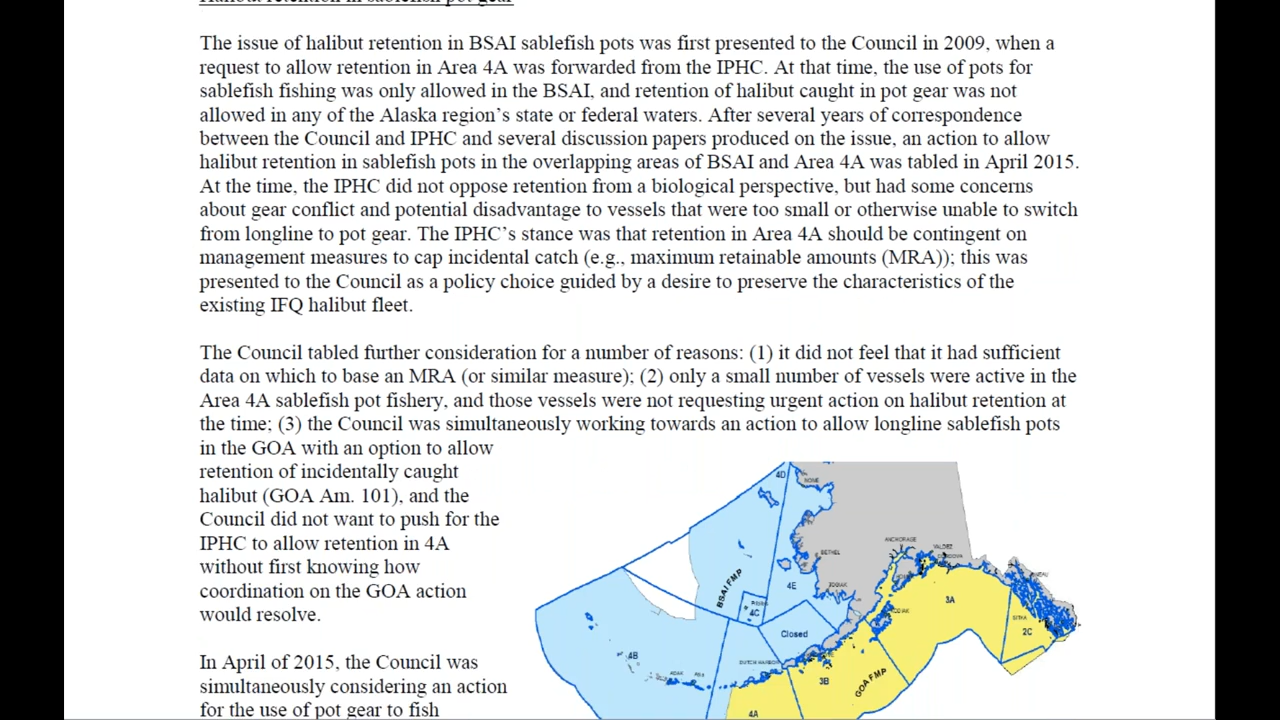 Halibut retention in sablefish pot gear
The issue of halibut retention in BSAI sablefish pots was first presented to the Council in 2009, when a
request to allow retention in Area 4A was forwarded from the IPHC. At that time, the use of pots for
sablefish fishing was only allowed in the BSAI, and retention of halibut caught in pot gear was not
allowed in any of the Alaska region's state or federal waters. After several years of correspondence
between the Council and IPHC and several discussion papers produced on the issue, an action to allow
halibut retention in sablefish pots in the overlapping areas of BSAI and Area 4A was tabled in April 2015.
At the time, the IPHC did not oppose retention from a biological perspective, but had some concerns
about gear conflict and potential disadvantage to vessels that were too small or otherwise unable to switch
from longline to pot gear. The IPHC's stance was that retention in Area 4A should be contingent on
management measures to cap incidental catch (e.g., maximum retainable amounts (MRA)); this was
presented to the Council as a policy choice guided by a desire to preserve the characteristics of the
existing IFQ halibut fleet.
The Council tabled further consideration for a number of reasons: (1) it did not feel that it had sufficient
data on which to base an MRA (or similar measure); (2) only a small number of vessels were active in the
Area 4A sablefish pot fishery, and those vessels were not requesting urgent action on halibut retention at
the time; (3) the Council was simultaneously working towards an action to allow longline sablefish pots
in the GOA with an option to allow
retention of incidentally caught
halibut (GOA Am. 101), and the
Council did not want to push for the
IPHC to allow retention in 4A
without first knowing how
coordination on the GOA action
would resolve.
In April of 2015, the Council was
simultaneously considering an action
for the use of pot gear to fish
4D
NOME
ANCHORAGE
VALDEZ
BETHEL
BSAI FMP
4E
KODIAK
3A
4C
Closed
SITKA
2C
4B
DUTCH HARBOR
ADAK
3B
GOA FMP
4A